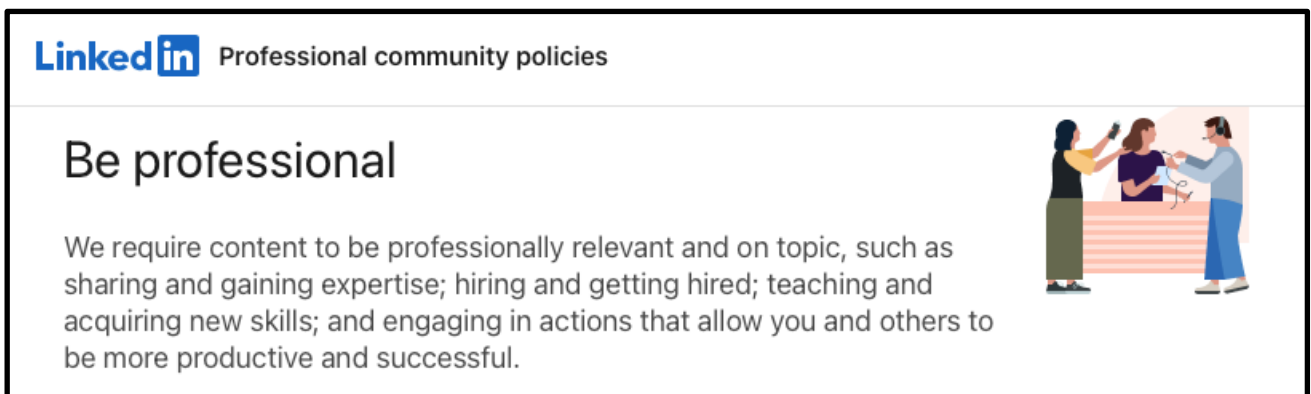 Linked in Professional community policies
Be professional
We require content to be professionally relevant and on topic, such as
sharing and gaining expertise; hiring and getting hired; teaching and
acquiring new skills; and engaging in actions that allow you and others to
be more productive and successful.